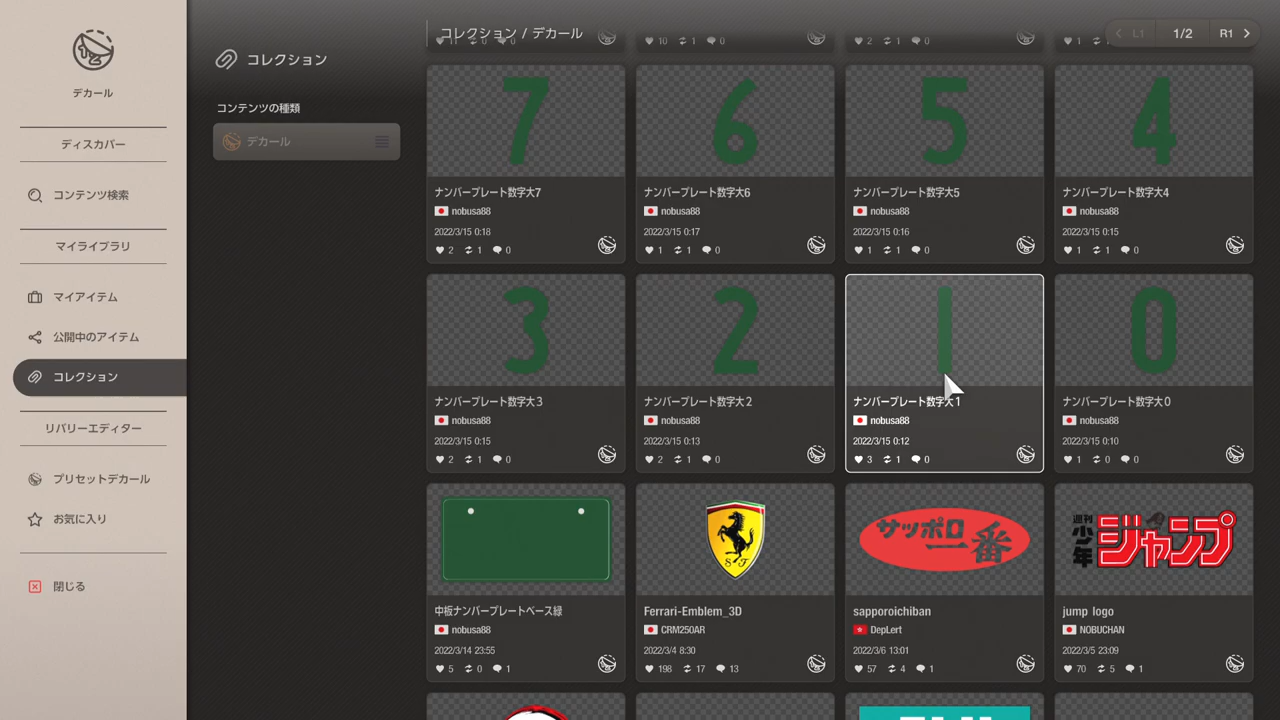 デカール
ディスカバー
コンテンツ検索
マイライブラリ
マイアイテム
公開中のアイテム
コレクション
リバリーエディター
プリセットデカール
お気に入り
閉じる
コレクション
コンテンツの種類
デカール
コレクション / デカール
L1 1/2 R1
11 0 0
10 1 0
2 1 0
1
7
ナンバープレート数字大7
nobusa88
2022/3/15 0:18
2 1 0
6
ナンバープレート数字大6
nobusa88
2022/3/15 0:17
1 1 0
5
ナンバープレート数字大5
nobusa88
2022/3/15 0:16
1 1 0
4
ナンバープレート数字大4
nobusa88
2022/3/15 0:15
1 1 0
3
ナンバープレート数字大３
nobusa88
2022/3/15 0:15
2 1 0
2
ナンバープレート数字大２
nobusa88
2022/3/15 0:13
2 1 0
1
ナンバープレート数字大１
nobusa88
2022/3/15 0:12
3 1 0
0
ナンバープレート数字大０
nobusa88
2022/3/15 0:10
1 0 0
中板ナンバープレートベース緑
nobusa88
2022/3/14 23:55
5 0 1
S F
Ferrari-Emblem_3D
CRM250AR
2022/3/4 8:30
198 17 13
サッポロ
一番
sapporoichiban
DepLert
2022/3/6 13:01
57 4 1
週刊
少年
ジャンプ
jump logo
NOBUCHAN
2022/3/5 23:09
70 5 1